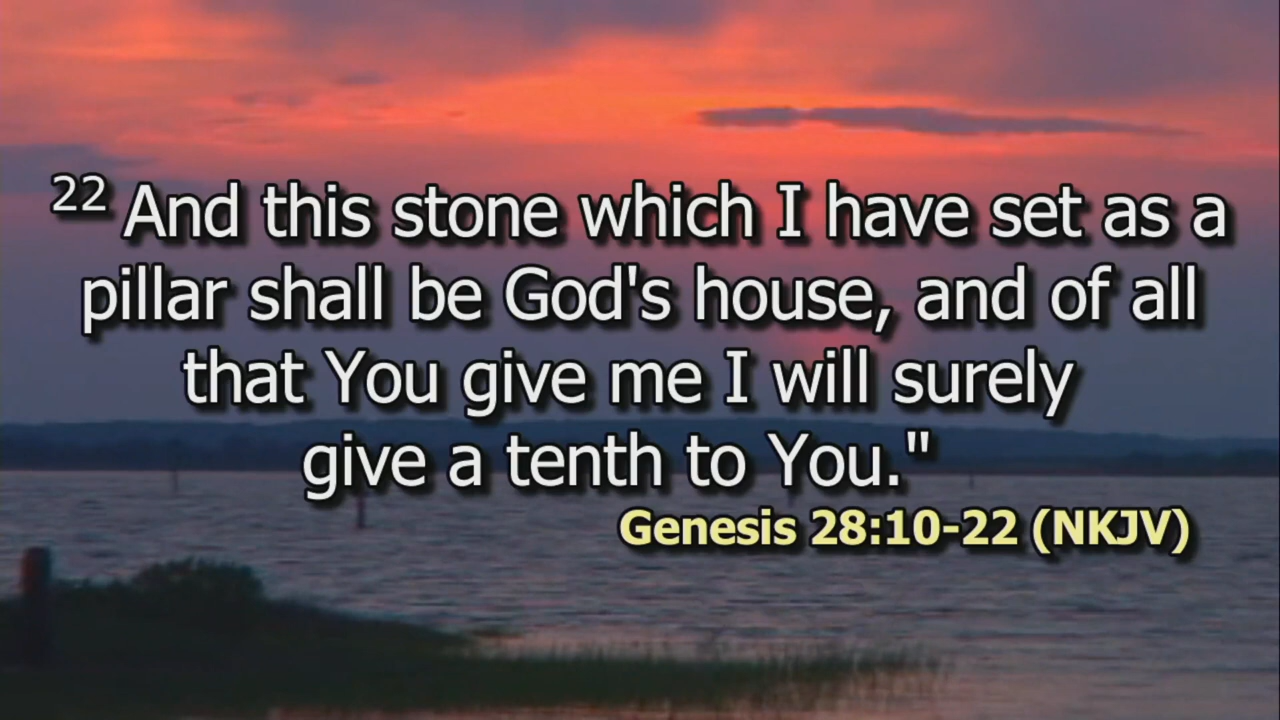 22 And this stone which I have set as a
pillar shall be God's house, and of all
that You give me I will surely
give a tenth to You."
Genesis 28:10-22 (NKJV)